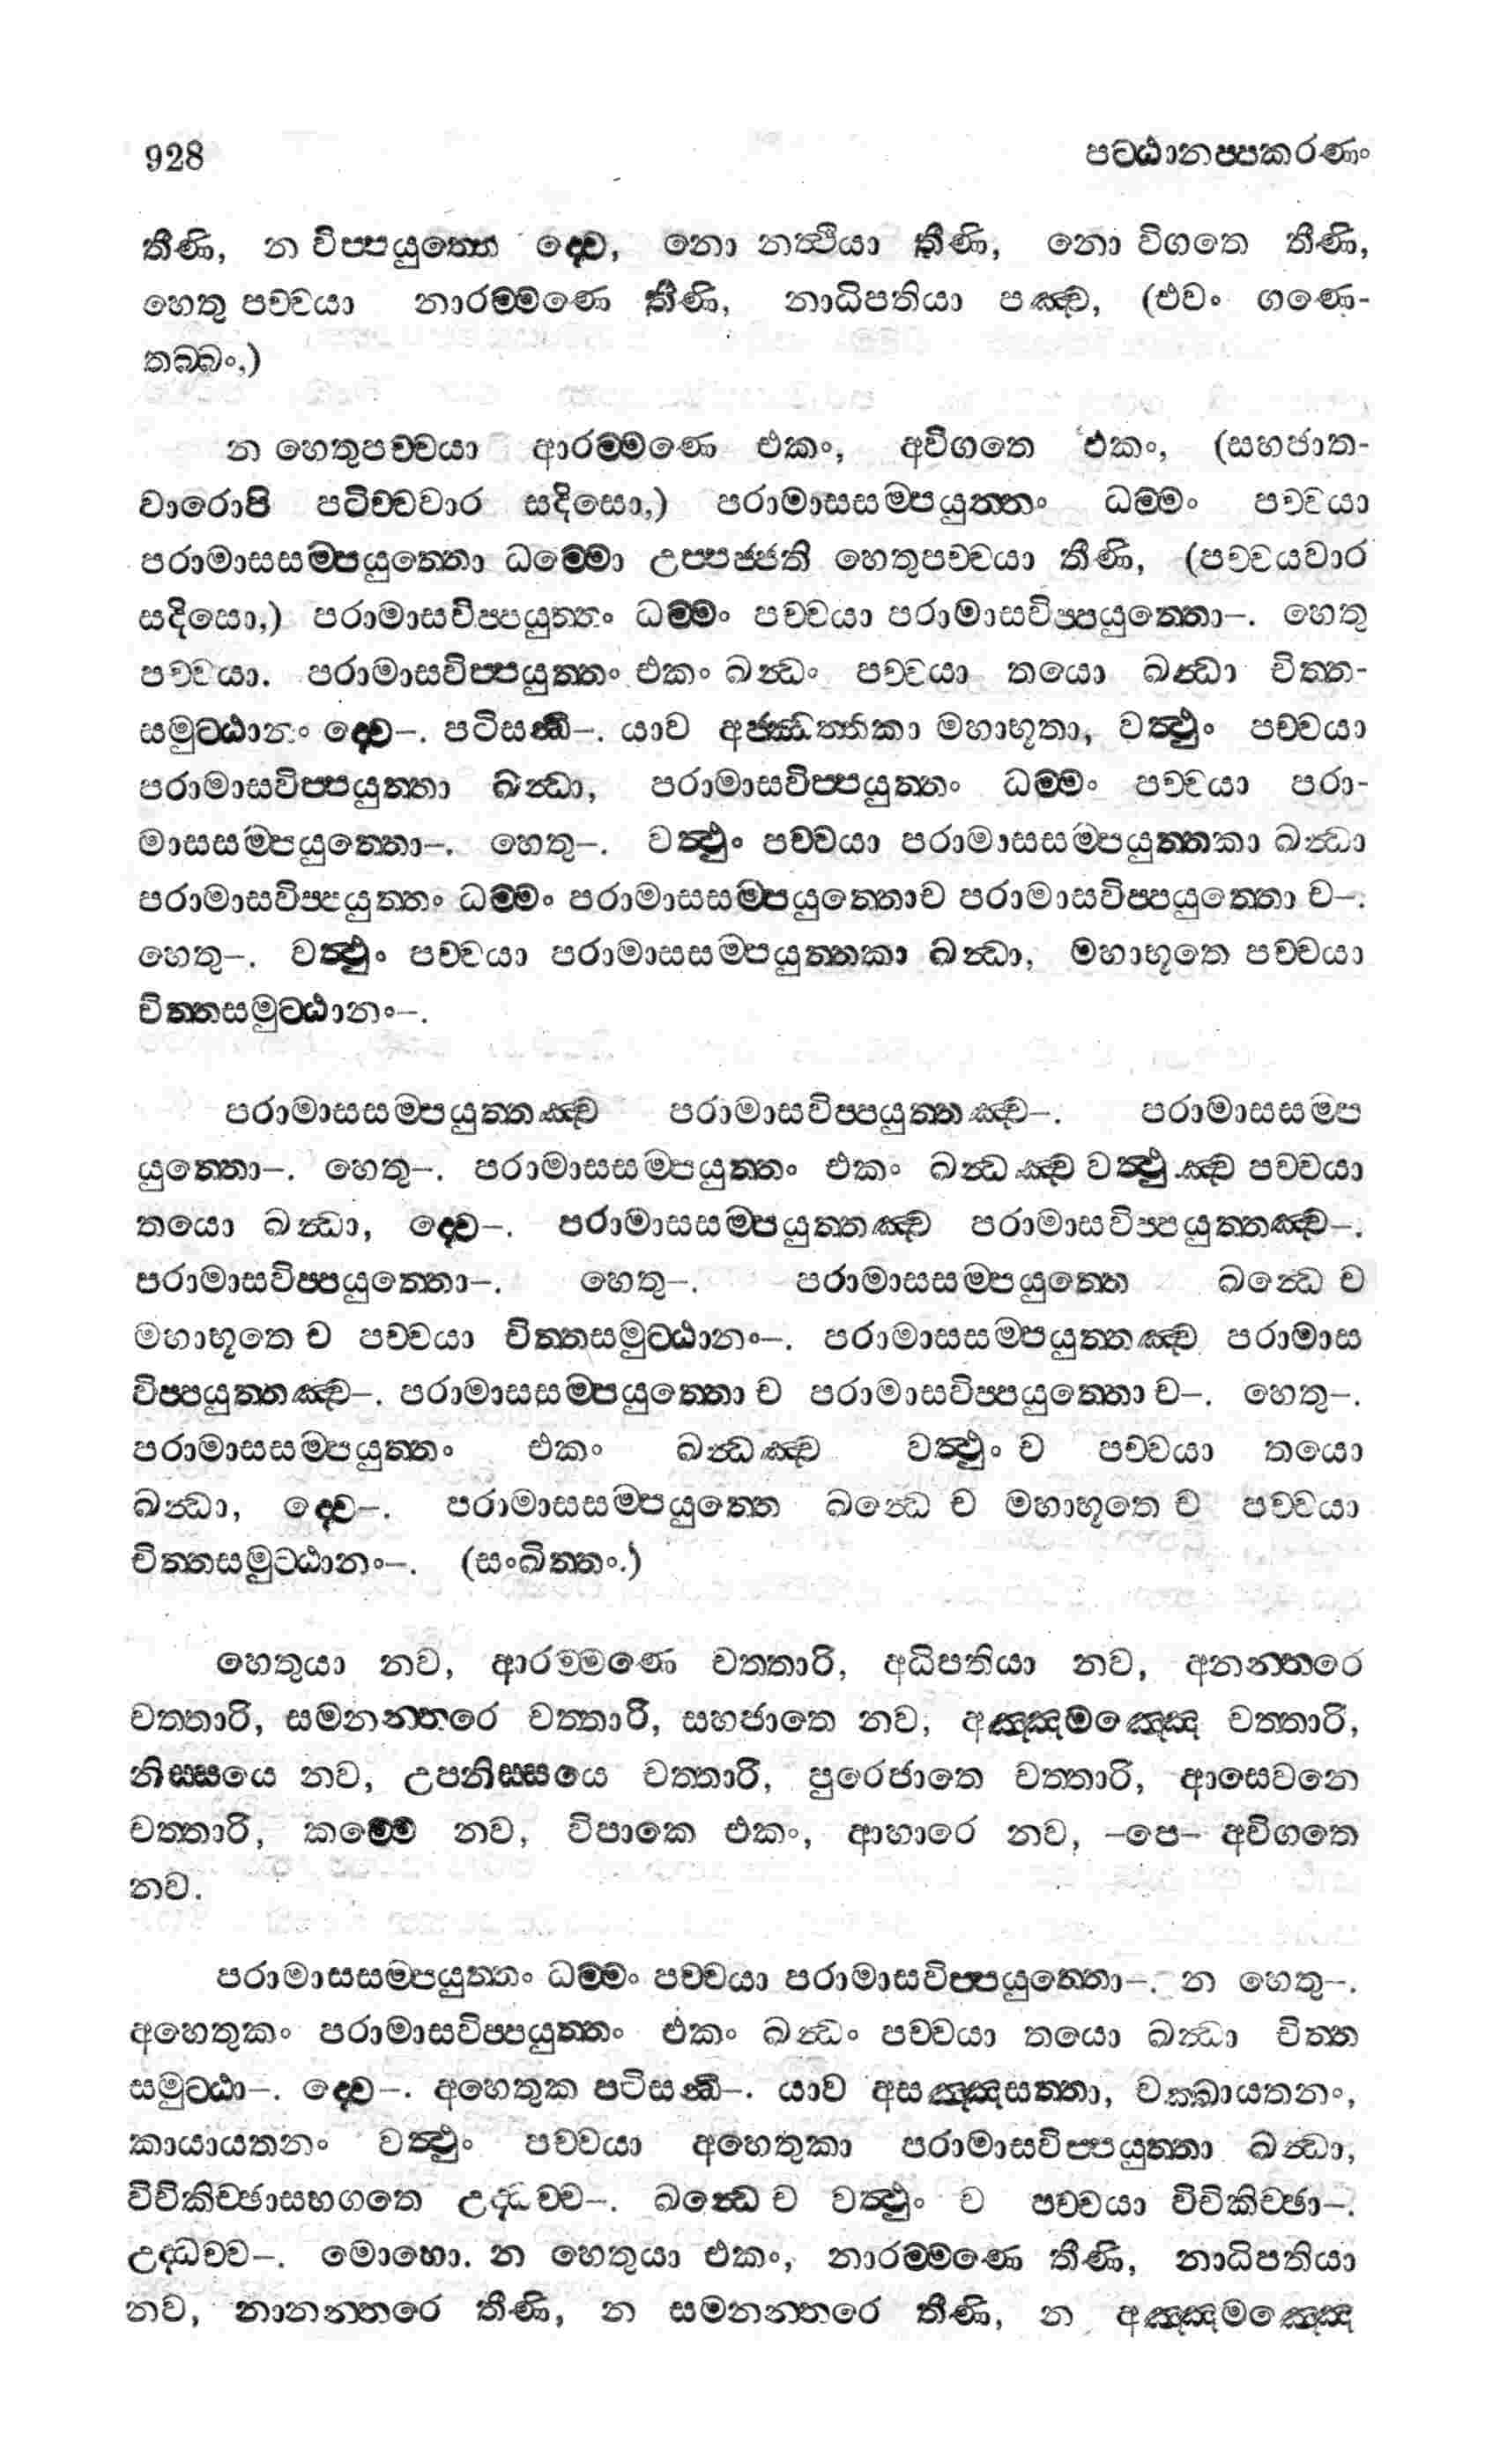 928 පට්ඨානප්පකරණං
තීණි, න විප්පයුත්තෙ ද්වෙ, නො නත්ථියා තීණි, නො විගතෙ තීණි,
හෙතු පච්චයා නාරම්මණෙ තීණි, නාධිපතියා පඤ්ච, (එවං ගණෙ-
තබ්බං,)
න හෙතුපච්චයා ආරම්මණෙ එකං, අවිගතෙ එකං, (සහජාත-
වාරොපි පටිච්චවාර සදිසො,) පරාමාසසම්පයුත්තං ධම්මං පච්චයා
පරාමාසසම්පයුත්තො ධම්මො උප්පජ්ජති හෙතුපච්චයා තීණි, (පච්චයවාර
සදිසො,) පරාමාසවිප්පයුත්තං ධම්මං පච්චයා පරාමාසවිප්පයුත්තො–. හෙතු
පච්චයා. පරාමාසවිප්පයුත්තං එකං ඛන්ධං පච්චයා තයො ඛන්ධා චිත්ත-
සමුට්ඨානං ද්වෙ–. පටිසන්ධි–. යාව අජ්ඣත්තිකා මහාභූතා, වත්ථුං පච්චයා
පරාමාසවිප්පයුත්තා ඛන්ධා, පරාමාසවිප්පයුත්තං ධම්මං පච්චයා පරා-
මාසසම්පයුත්තො–. හෙතු–. වත්ථුං පච්චයා පරාමාසසම්පයුත්තකා ඛන්ධා
පරාමාසවිප්පයුත්තං ධම්මං පරාමාසසම්පයුත්තොච පරාමාසවිප්පයුත්තො ච–.
හෙතු–. වත්ථුං පච්චයා පරාමාසසම්පයුත්තකා ඛන්ධා, මහාභූතෙ පච්චයා
චිත්තසමුට්ඨානං–.
පරාමාසසම්පයුත්තඤ්ච පරාමාසවිප්පයුත්තඤ්ච–. පරාමාසසම්ප
යුත්තො–. හෙතු–. පරාමාසසම්පයුත්තං එකං ඛන්ධඤ්ච වත්ථුඤ්ච පච්චයා
තයො ඛන්ධා, ද්වෙ–. පරාමාසසම්පයුත්තඤ්ච පරාමාසවිප්පයුත්තඤ්ච–.
පරාමාසවිප්පයුත්තො–. හෙතු–. පරාමාසසම්පයුත්තෙ ඛන්ධෙ ච
මහාභූතෙ ච පච්චයා චිත්තසමුට්ඨානං–. පරාමාසසම්පයුත්තඤ්ච පරාමාස
විප්පයුත්තඤ්ච–. පරාමාසසම්පයුත්තො ච පරාමාසවිප්පයුත්තො ච–. හෙතු–.
පරාමාසසම්පයුත්තං එකං ඛන්ධඤ්ච වත්ථුං ච පච්චයා තයො
ඛන්ධා, ද්වෙ–. පරාමාසසම්පයුත්තෙ ඛන්ධෙ ච මහාභූතෙ ච පච්චයා
චිත්තසමුට්ඨානං–. (සංඛිත්තං.)
හෙතුයා නව, ආරම්මණෙ චත්තාරි, අධිපතියා නව, අනන්තරෙ
චත්තාරි, සමනන්තරෙ චත්තාරි, සහජාතෙ නව, අඤ්ඤමඤ්ඤෙ චත්තාරි,
නිස්සයෙ නව, උපනිස්සයෙ චත්තාරි, පුරෙජාතෙ චත්තාරි, ආසෙවනෙ
චත්තාරි, කම්මෙ නව, විපාකෙ එකං, ආහාරෙ නව, –පෙ– අවිගතෙ
නව.
පරාමාසසම්පයුත්තං ධම්මං පච්චයා පරාමාසවිප්පයුත්තො–. න හෙතු–.
අහෙතුකං පරාමාසවිප්පයුත්තං එකං ඛන්ධං පච්චයා තයො ඛන්ධා චිත්ත
සමුට්ඨා–. ද්වෙ–. අහෙතුක පටිසන්ධි–. යාව අසඤ්ඤසත්තා, චක්ඛායතනං,
කායායතනං වත්ථුං පච්චයා අහෙතුකා පරාමාසවිප්පයුත්තා ඛන්ධා,
විචිකිච්ඡාසභගතෙ උද්ධච්ච–. ඛන්ධෙ ච වත්ථුං ච පච්චයා විචිකිච්ඡා–.
උද්ධච්ච–. මොහො. න හෙතුයා එකං, නාරම්මණෙ තීණි, නාධිපතියා
නව, නානන්තරෙ තීණි, න සමනන්තරෙ තීණි, න අඤ්ඤමඤ්ඤෙ